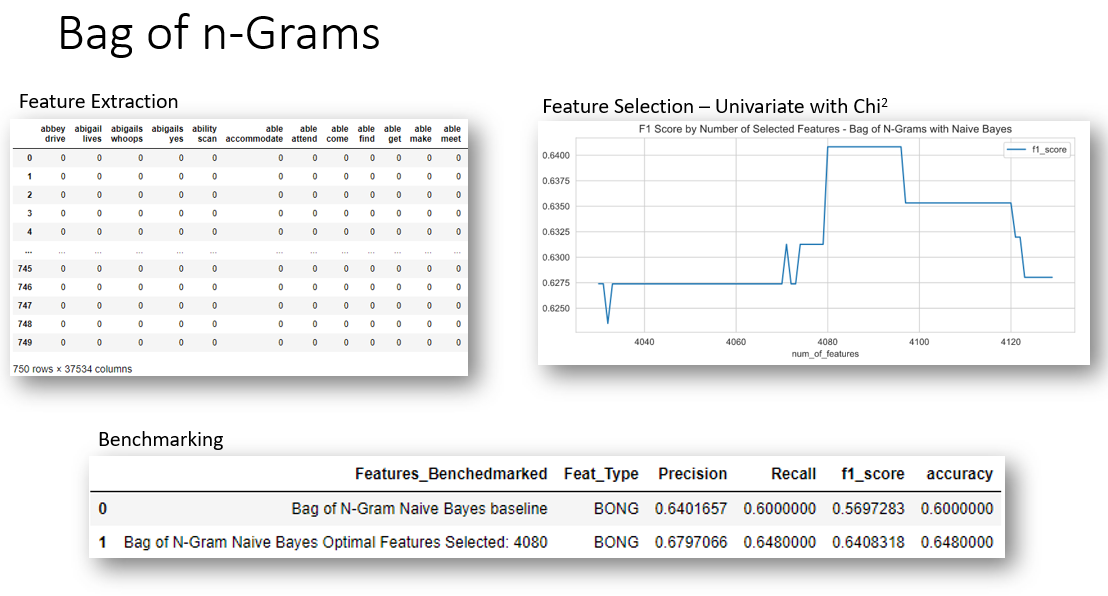 Bag of n-Grams
Feature Extraction
abbey abigail abigails abigails ability able able able able able able able
drive lives whoops yes scan accommodate attend come find get make meet
0 0 0 0 0 0 0 0 0 0 0 0 0
1 0 0 0 0 0 0 0 0 0 0 0 0
2 0 0 0 0 0 0 0 0 0 0 0 0
3 0 0 0 0 0 0 0 0 0 0 0 0
4 0 0 0 0 0 0 0 0 0 0 0 0
... ... ... ... ... ... ... ... ... ... ... ... ...
745 0 0 0 0 0 0 0 0 0 0 0 0
746 0 0 0 0 0 0 0 0 0 0 0 0
747 0 0 0 0 0 0 0 0 0 0 0 0
748 0 0 0 0 0 0 0 0 0 0 0 0
749 0 0 0 0 0 0 0 0 0 0 0 0
750 rows × 37534 columns
Feature Selection – Univariate with Chi²
F1 Score by Number of Selected Features - Bag of N-Grams with Naive Bayes
f1_score
0.6400
0.6375
0.6350
0.6325
0.6300
0.6275
0.6250
4040 4060 4080 4100 4120
num_of_features
Benchmarking
Features_Benchedmarked Feat_Type Precision Recall f1_score accuracy
0 Bag of N-Gram Naive Bayes baseline BONG 0.6401657 0.6000000 0.5697283 0.6000000
1 Bag of N-Gram Naive Bayes Optimal Features Selected: 4080 BONG 0.6797066 0.6480000 0.6408318 0.6480000